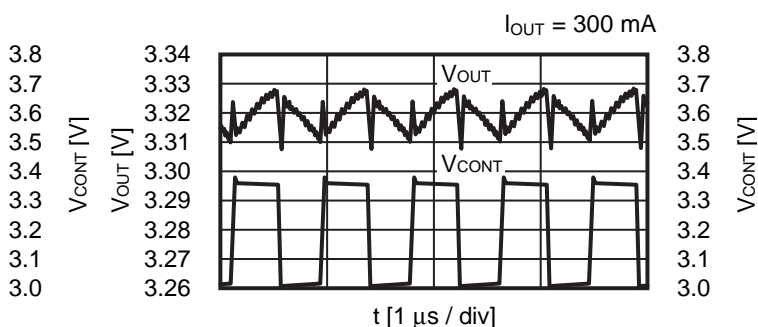 IOUT = 300 mA
3.8 3.34 3.8
3.7 3.33 VOUT 3.7
3.6 3.32 3.6
3.5 3.31 3.5
3.4 3.30 VCONT 3.4
3.3 3.29 3.3
3.2 3.28 3.2
3.1 3.27 3.1
3.0 3.26 3.0
VCONT [V]
VOUT [V]
VCONT [V]
t [1 μs / div]